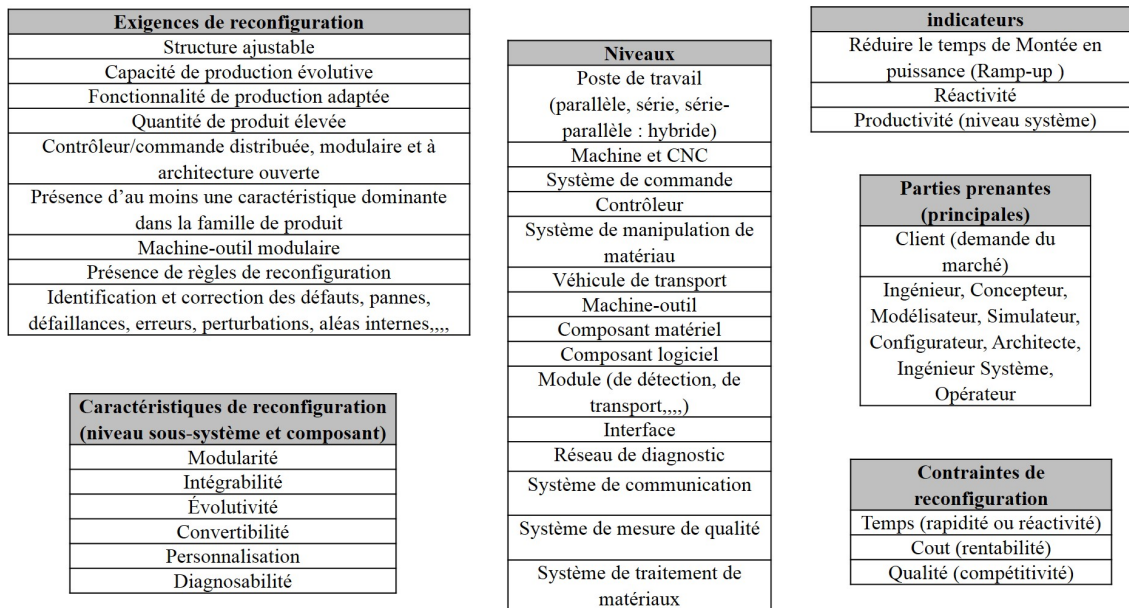 Exigences de reconfiguration
Structure ajustable
Capacité de production évolutive
Fonctionnalité de production adaptée
Quantité de produit élevée
Contrôleur/commande distribuée, modulaire et à
architecture ouverte
Présence d’au moins une caractéristique dominante
dans la famille de produit
Machine-outil modulaire
Présence de règles de reconfiguration
Identification et correction des défauts, pannes,
défaillances, erreurs, perturbations, aléas internes,,,,
Caractéristiques de reconfiguration
(niveau sous-système et composant)
Modularité
Intégrabilité
Évolutivité
Convertibilité
Personnalisation
Diagnosabilité
Niveaux
Poste de travail
(parallèle, série, série-
parallèle : hybride)
Machine et CNC
Système de commande
Contrôleur
Système de manipulation de
matériau
Véhicule de transport
Machine-outil
Composant matériel
Composant logiciel
Module (de détection, de
transport,,,,)
Interface
Réseau de diagnostic
Système de communication
Système de mesure de qualité
Système de traitement de
matériaux
indicateurs
Réduire le temps de Montée en
puissance (Ramp-up )
Réactivité
Productivité (niveau système)
Parties prenantes
(principales)
Client (demande du
marché)
Ingénieur, Concepteur,
Modélisateur, Simulateur,
Configurateur, Architecte,
Ingénieur Système,
Opérateur
Contraintes de
reconfiguration
Temps (rapidité ou réactivité)
Cout (rentabilité)
Qualité (compétitivité)